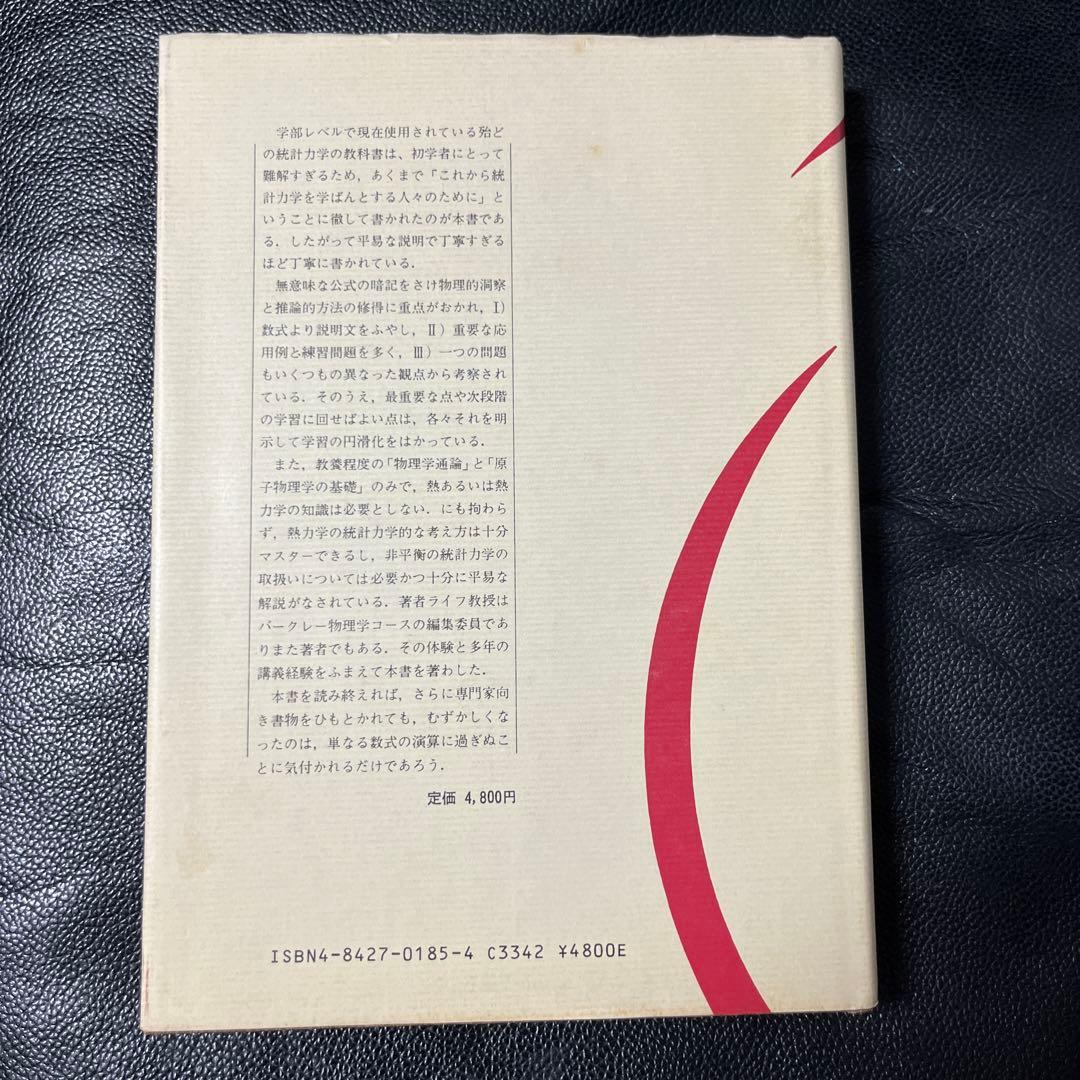 学部レベルで現在使用されている殆ど
の統計力学の教科書は、初学者にとって
難解すぎるため，あくまで「これから統
計力学を学ばんとする人々のために」と
いうことに徹して書かれたのが本書であ
る．したがって平易な説明で丁寧すぎる
ほど丁寧に書かれている．
無意味な公式の暗記をさけ物理的洞察
と推論的方法の修得に重点がおかれ，Ⅰ）
数式より説明文をふやし，Ⅱ）重要な応
用例と練習問題を多く，Ⅲ）一つの問題
もいくつもの異なった観点から考察され
ている．そのうえ，最重要な点や次段階
の学習に回せばよい点は，各々それを明
示して学習の円滑化をはかっている．
また，教養程度の「物理学通論」と「原
子物理学の基礎」のみで，熱あるいは熱
力学の知識は必要としない．にも拘わら
ず，熱力学の統計力学的な考え方は十分
マスターできるし，非平衡の統計力学の
取扱いについては必要かつ十分に平易な
解説がなされている．著者ライフ教授は
バークレー物理学コースの編集委員であ
りまた著者でもある．その体験と多年の
講義経験をふまえて本書を著わした．
本書を読み終えれば，さらに専門家向
き書物をひもとかれても，むずかしくな
ったのは，単なる数式の演算に過ぎぬこ
とに気付かれるだけであろう．
定価 4,800円
ISBN4-8427-0185-4 C3342 ¥4800E